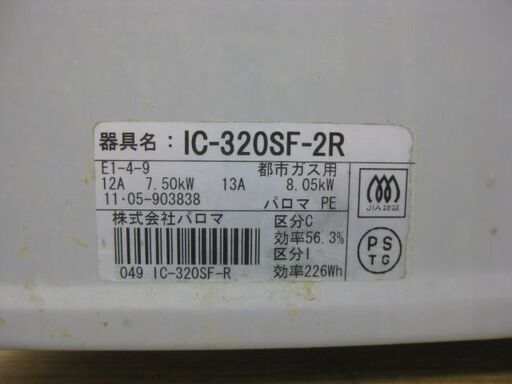 器具名：IC-320SF-2R
E1-4-9 都市ガス用
12A 7.50kW 13A 8.05kW
11・05-903838 パロマ PE
株式会社パロマ
区分C
効率56.3%
区分I
効率226Wh
049 IC-320SF-R
JIA認証
PS
TG